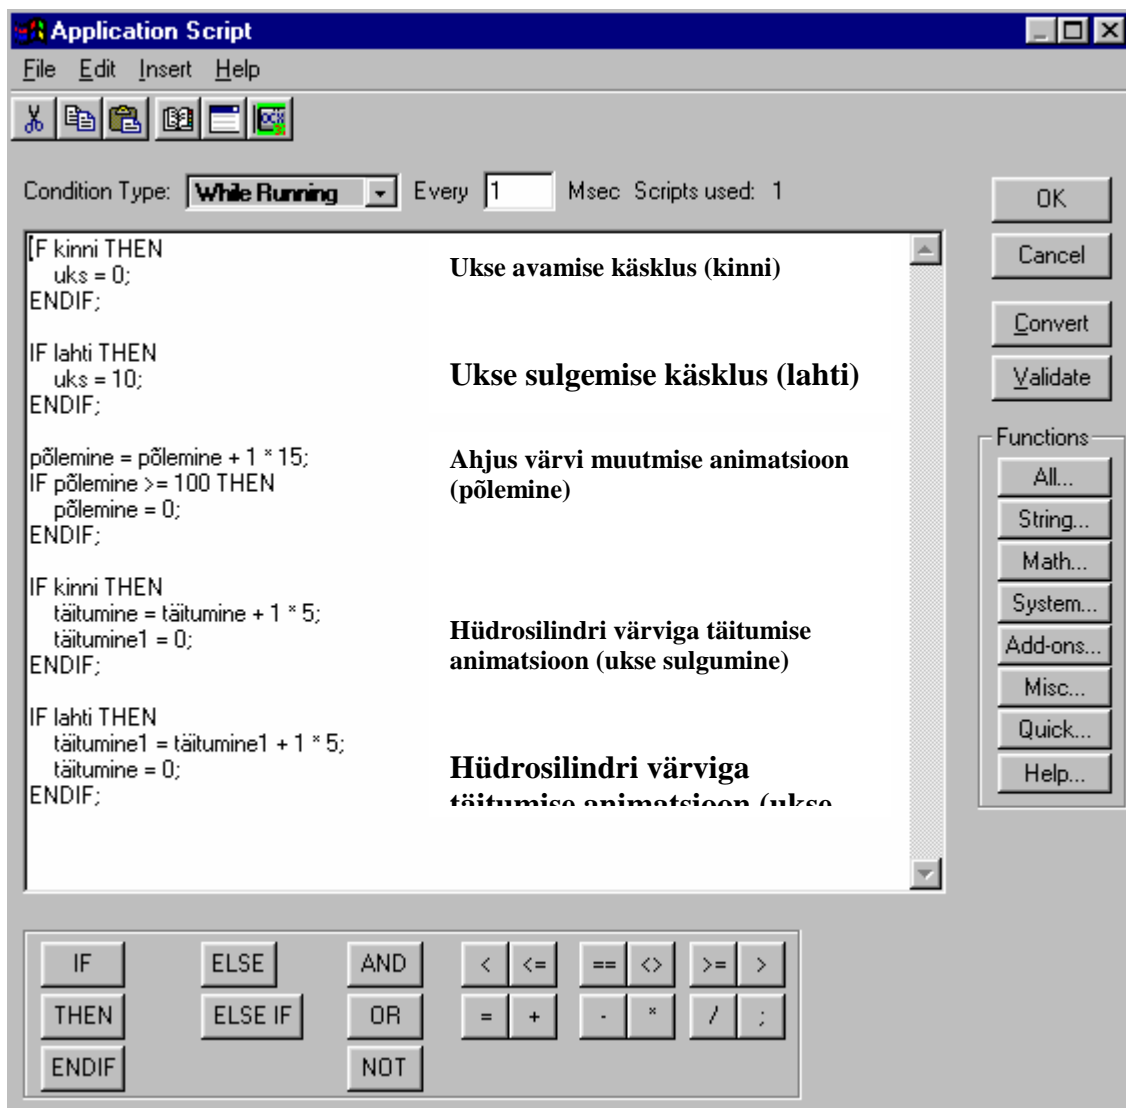 Application Script
File Edit Insert Help
Condition Type: While Running Every 1 Msec Scripts used: 1
IF kinni THEN
uks = 0;
ENDIF;
Ukse avamise käsklus (kinni)
IF lahti THEN
uks = 10;
ENDIF;
Ukse sulgemise käsklus (lahti)
põlemine = põlemine + 1 * 15;
IF põlemine >= 100 THEN
põlemine = 0;
ENDIF;
Ahjus värvi muutmise animatsioon
(põlemine)
IF kinni THEN
täitumine = täitumine + 1 * 5;
täitumine1 = 0;
ENDIF;
Hüdrosilindri värviga täitumise
animatsioon (ukse sulgumine)
IF lahti THEN
täitumine1 = täitumine1 + 1 * 5;
täitumine = 0;
ENDIF;
Hüdrosilindri värviga
täitumise animatsioon (ukse
OK
Cancel
Convert
Validate
Functions
All...
String...
Math...
System...
Add-ons...
Misc...
Quick...
Help...
IF ELSE AND < <= == <> >= >
THEN ELSE IF OR = + - * / ;
ENDIF NOT